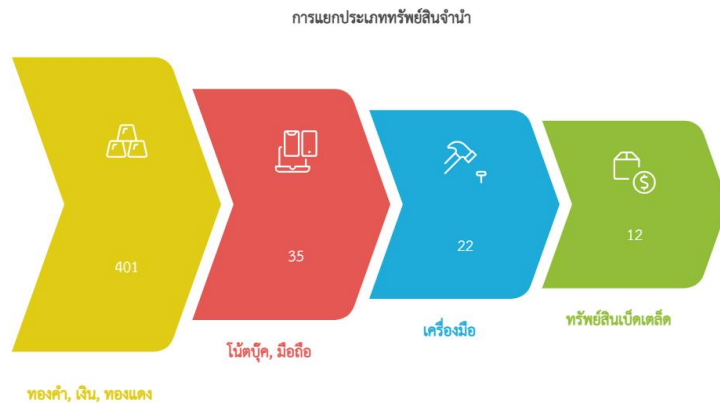 การแยกประเภททรัพย์สินจำนำ
401
35
22
12
ทองคำ, เงิน, ทองแดง
โน้ตบุ๊ค, มือถือ
เครื่องมือ
ทรัพย์สินเบ็ดเตล็ด